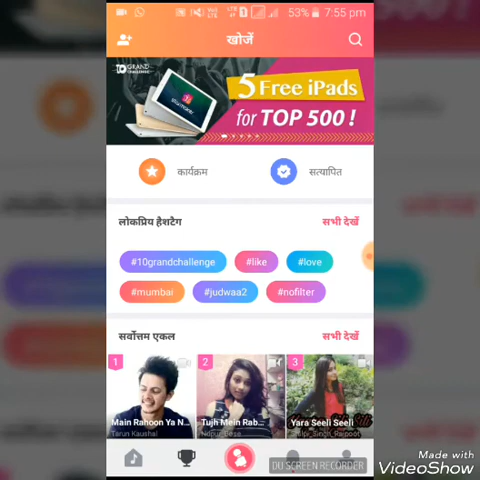 53% 7:55 pm
खोजें
10 GRAND
CHALLENGE
5 Free iPads
for TOP 500 !
कार्यक्रम
सत्यापित
लोकप्रिय हैशटैग
सभी देखें
#10grandchallenge
#like
#love
#mumbai
#judwaa2
#nofilter
सर्वोत्तम एकल
सभी देखें
1
2
3
Main Rahoon Ya N...
Tujh Mein Rab...
Yara Seeli Seeli
Tarun Kaushal
DU SCREEN RECORDER
Made with
VideoShow